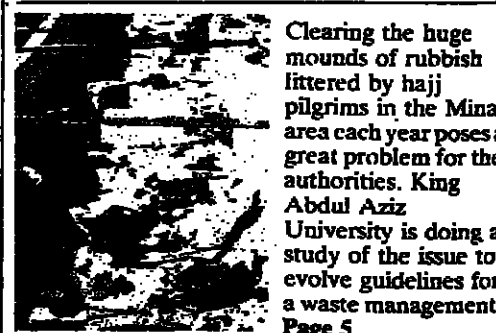 Clearing the huge
mounds of rubbish
littered by hajj
pilgrims in the Mina
area each year poses a
great problem for the
authorities. King
Abdul Aziz
University is doing a
study of the issue to
evolve guidelines for
a waste management.
Page 5